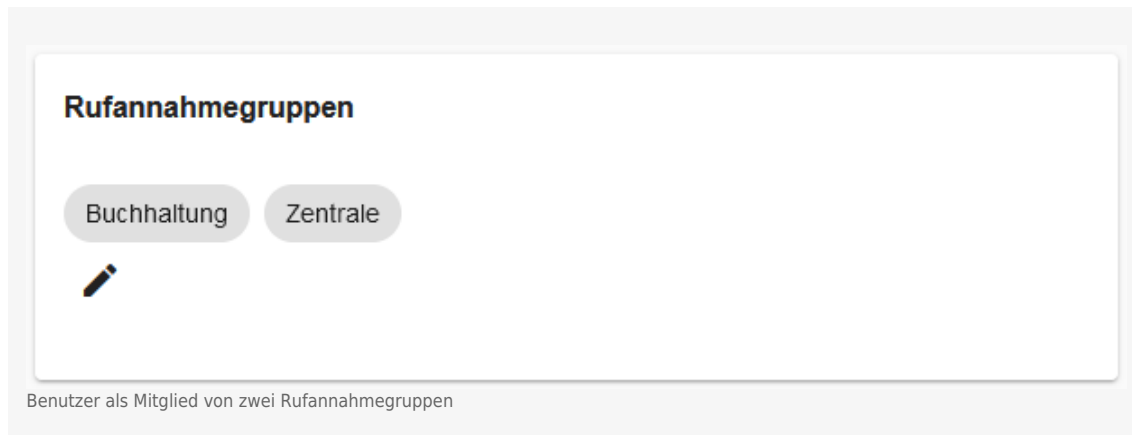 Rufannahmegruppen
Buchhaltung Zentrale
Benutzer als Mitglied von zwei Rufannahmegruppen